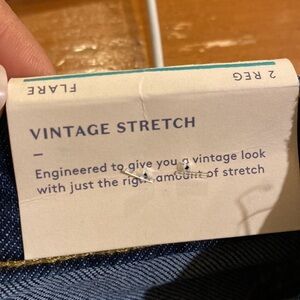 FLARE
2 REG
VINTAGE STRETCH
Engineered to give you a vintage look
with just the right amount of stretch